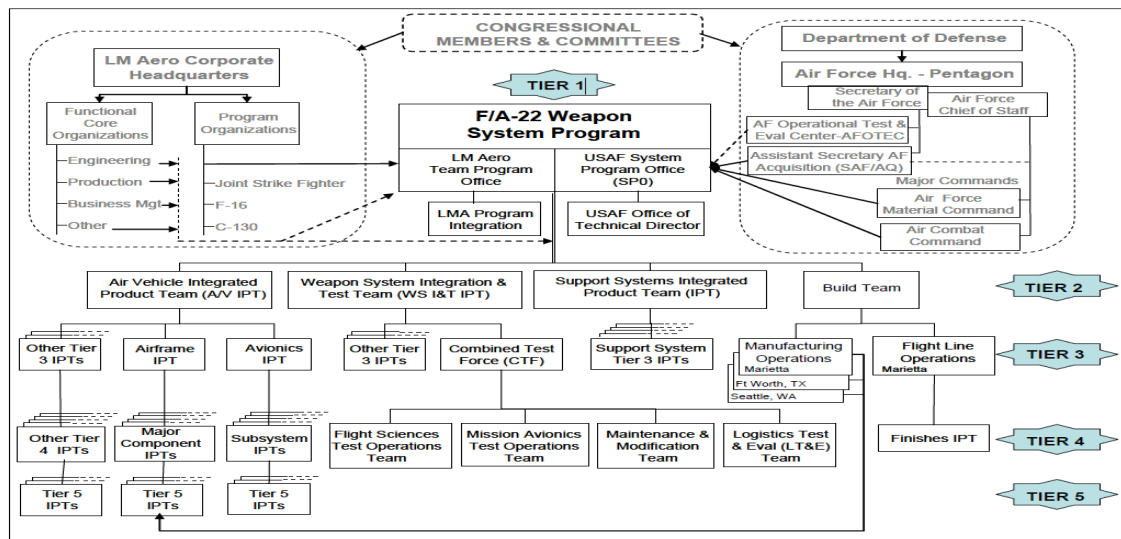 CONGRESSIONAL
MEMBERS & COMMITTEES
LM Aero Corporate
Headquarters
Functional
Core
Organizations
Program
Organizations
Engineering
Production
Business Mgt
Other
Joint Strike Fighter
F-16
C-130
TIER 1
F/A-22 Weapon
System Program
LM Aero
Team Program
Office
USAF System
Program Office
(SP0)
LMA Program
Integration
USAF Office of
Technical Director
Department of Defense
Air Force Hq. - Pentagon
Secretary of
the Air Force
Air Force
Chief of Staff
AF Operational Test &
Eval Center-AFOTEC
Assistant Secretary AF
Acquisition (SAF/AQ)
Major Commands
Air Force
Material Command
Air Combat
Command
Air Vehicle Integrated
Product Team (A/V IPT)
Weapon System Integration &
Test Team (WS I&T IPT)
Support Systems Integrated
Product Team (IPT)
Build Team
TIER 2
Other Tier
3 IPTs
Airframe
IPT
Avionics
IPT
Other Tier
3 IPTs
Combined Test
Force (CTF)
Support System
Tier 3 IPTs
Manufacturing
Operations
Marietta
Ft Worth, TX
Seattle, WA
Flight Line
Operations
Marietta
TIER 3
Other Tier
4 IPTs
Major
Component
IPTs
Subsystem
IPTs
Flight Sciences
Test Operations
Team
Mission Avionics
Test Operations
Team
Maintenance &
Modification
Team
Logistics Test
& Eval (LT&E)
Team
Finishes IPT
TIER 4
Tier 5
IPTs
Tier 5
IPTs
Tier 5
IPTs
TIER 5